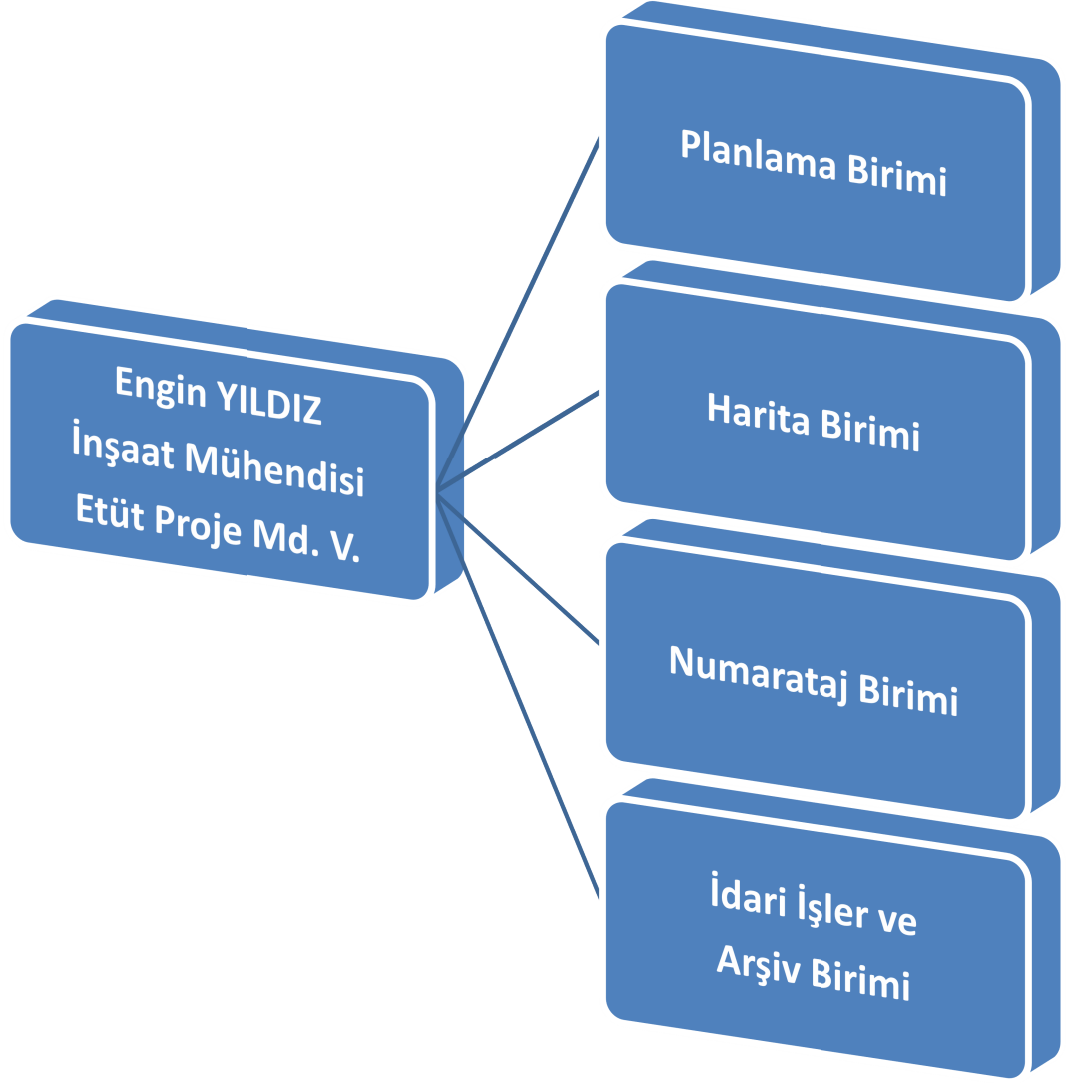 Engin YILDIZ
İnşaat Mühendisi
Etüt Proje Md. V.
Planlama Birimi
Harita Birimi
Numarataj Birimi
İdari İşler ve
Arşiv Birimi